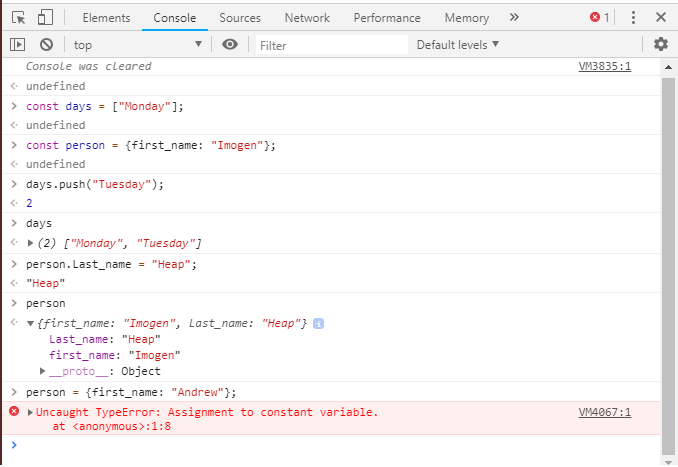 Elements Console Sources Network Performance Memory » 1
top Filter Default levels
Console was cleared VM3835:1
undefined
const days = ["Monday"];
undefined
const person = {first_name: "Imogen"};
undefined
days.push("Tuesday");
2
days
(2) ["Monday", "Tuesday"]
person.Last_name = "Heap";
"Heap"
person
{first_name: "Imogen", Last_name: "Heap"} i
Last_name: "Heap"
first_name: "Imogen"
__proto__: Object
person = {first_name: "Andrew"};
Uncaught TypeError: Assignment to constant variable. VM4067:1
at <anonymous>:1:8